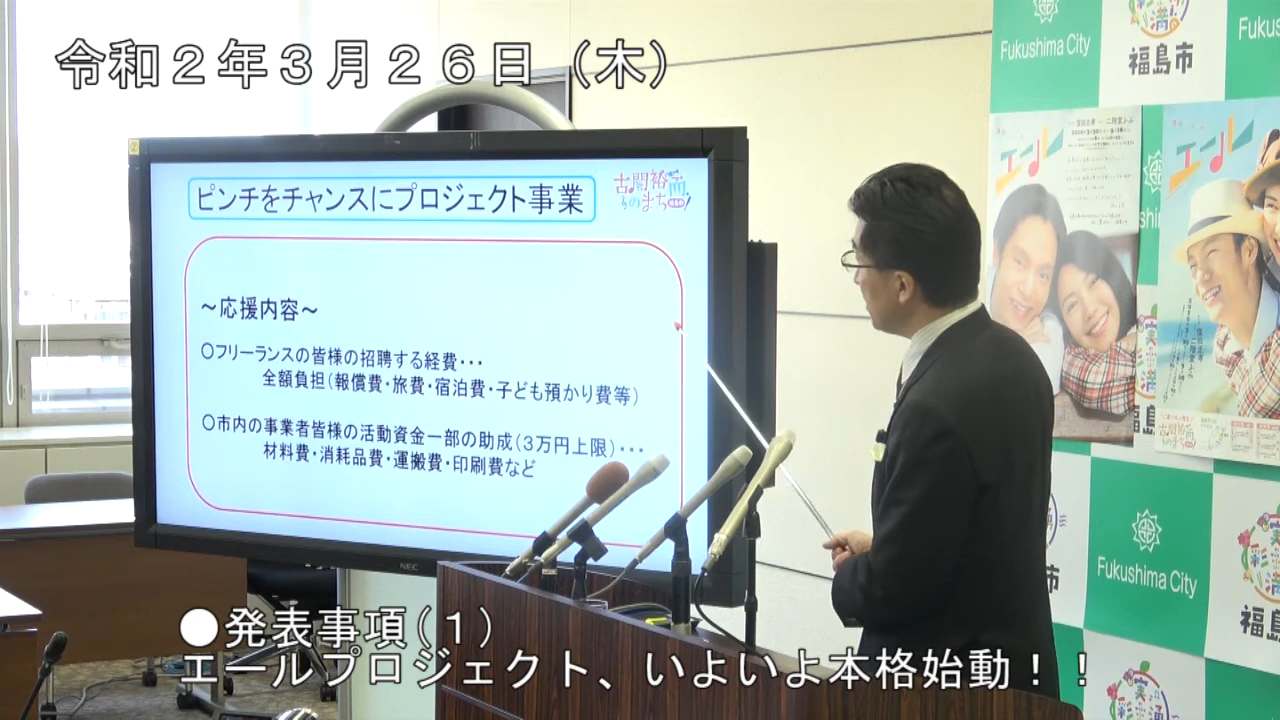 令和２年３月２６日（木）
ピンチをチャンスにプロジェクト事業
古関裕而
のまち
～応援内容～
○フリーランスの皆様の招聘する経費・・・
全額負担（報償費・旅費・宿泊費・子ども預かり費等）
○市内の事業者皆様の活動資金一部の助成（3万円上限）・・・
材料費・消耗品費・運搬費・印刷費など
NEC
●発表事項（１）
エールプロジェクト、いよいよ本格始動！！
Fukushima City
福島市
エール
エール
Fukushima City